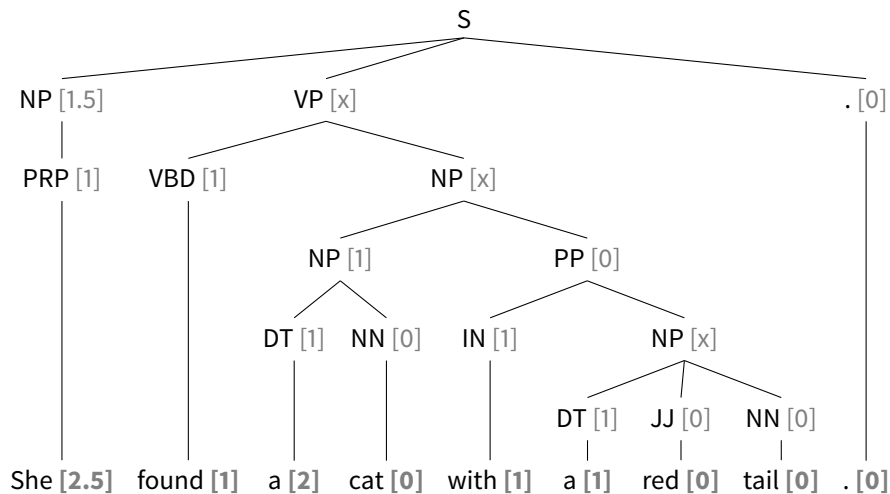 S
NP [1.5] VP [x] . [0]
PRP [1] VBD [1] NP [x]
NP [1] PP [0]
DT [1] NN [0] IN [1] NP [x]
DT [1] JJ [0] NN [0]
She [2.5] found [1] a [2] cat [0] with [1] a [1] red [0] tail [0] . [0]